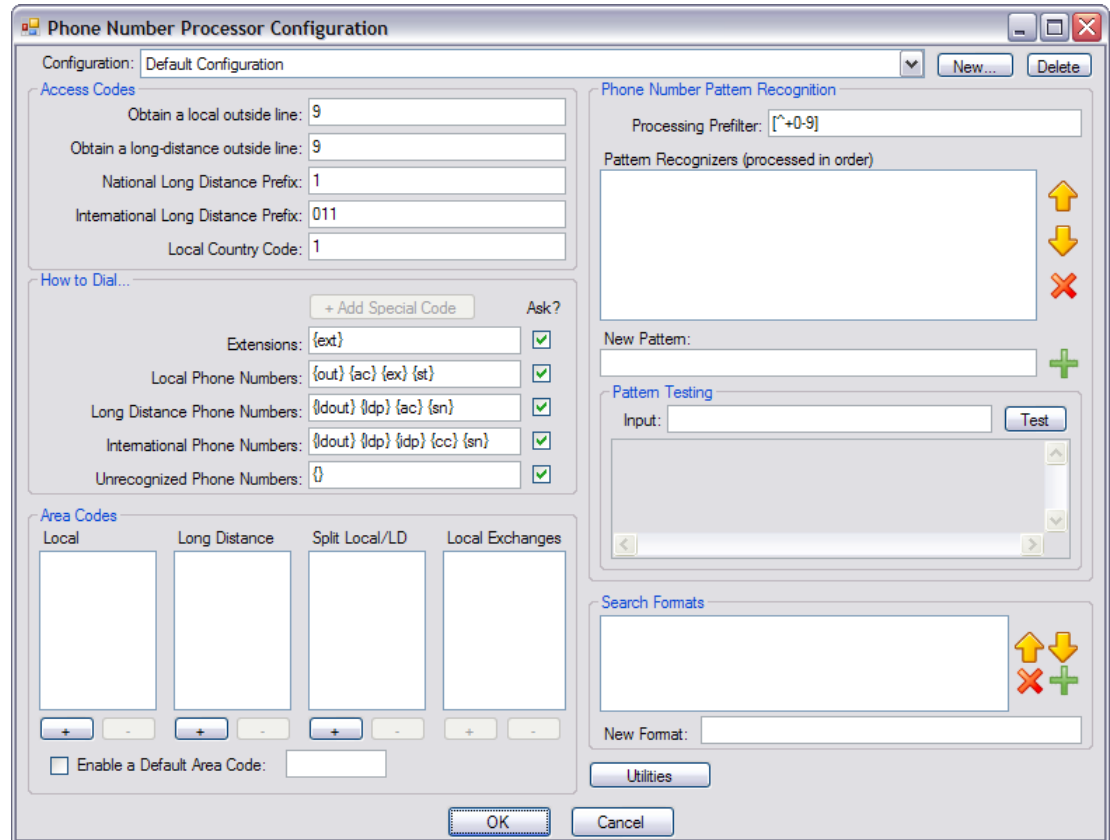 Phone Number Processor Configuration
Configuration: Default Configuration New... Delete
Access Codes
Obtain a local outside line: 9
Obtain a long-distance outside line: 9
National Long Distance Prefix: 1
International Long Distance Prefix: 011
Local Country Code: 1
How to Dial...
+ Add Special Code Ask?
Extensions: {ext}
Local Phone Numbers: {out} {ac} {ex} {st}
Long Distance Phone Numbers: {ldout} {ldp} {ac} {sn}
International Phone Numbers: {ldout} {ldp} {idp} {cc} {sn}
Unrecognized Phone Numbers: {}
Area Codes
Local Long Distance Split Local/LD Local Exchanges
+ - + - + - + -
Enable a Default Area Code:
Phone Number Pattern Recognition
Processing Prefilter: [^+0-9]
Pattern Recognizers (processed in order)
New Pattern:
Pattern Testing
Input: Test
Search Formats
New Format:
Utilities
OK Cancel